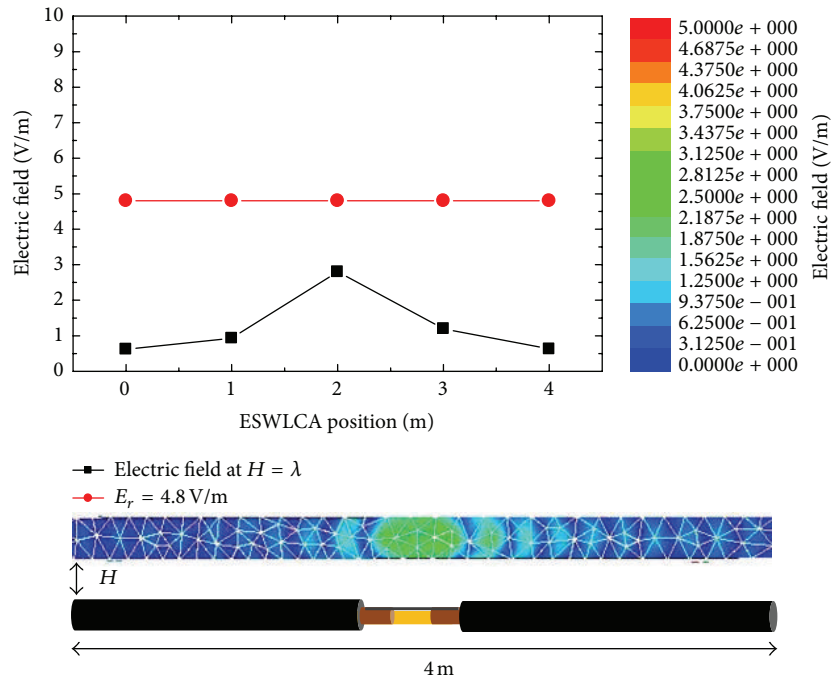 10
9
8
7
6
5
4
3
2
1
0
Electric field (V/m)
0 1 2 3 4
ESWLCA position (m)
5.0000e + 000
4.6875e + 000
4.3750e + 000
4.0625e + 000
3.7500e + 000
3.4375e + 000
3.1250e + 000
2.8125e + 000
2.5000e + 000
2.1875e + 000
1.8750e + 000
1.5625e + 000
1.2500e + 000
9.3750e − 001
6.2500e − 001
3.1250e − 001
0.0000e + 000
Electric field (V/m)
Electric field at H = λ
E_r = 4.8 V/m
H
4 m